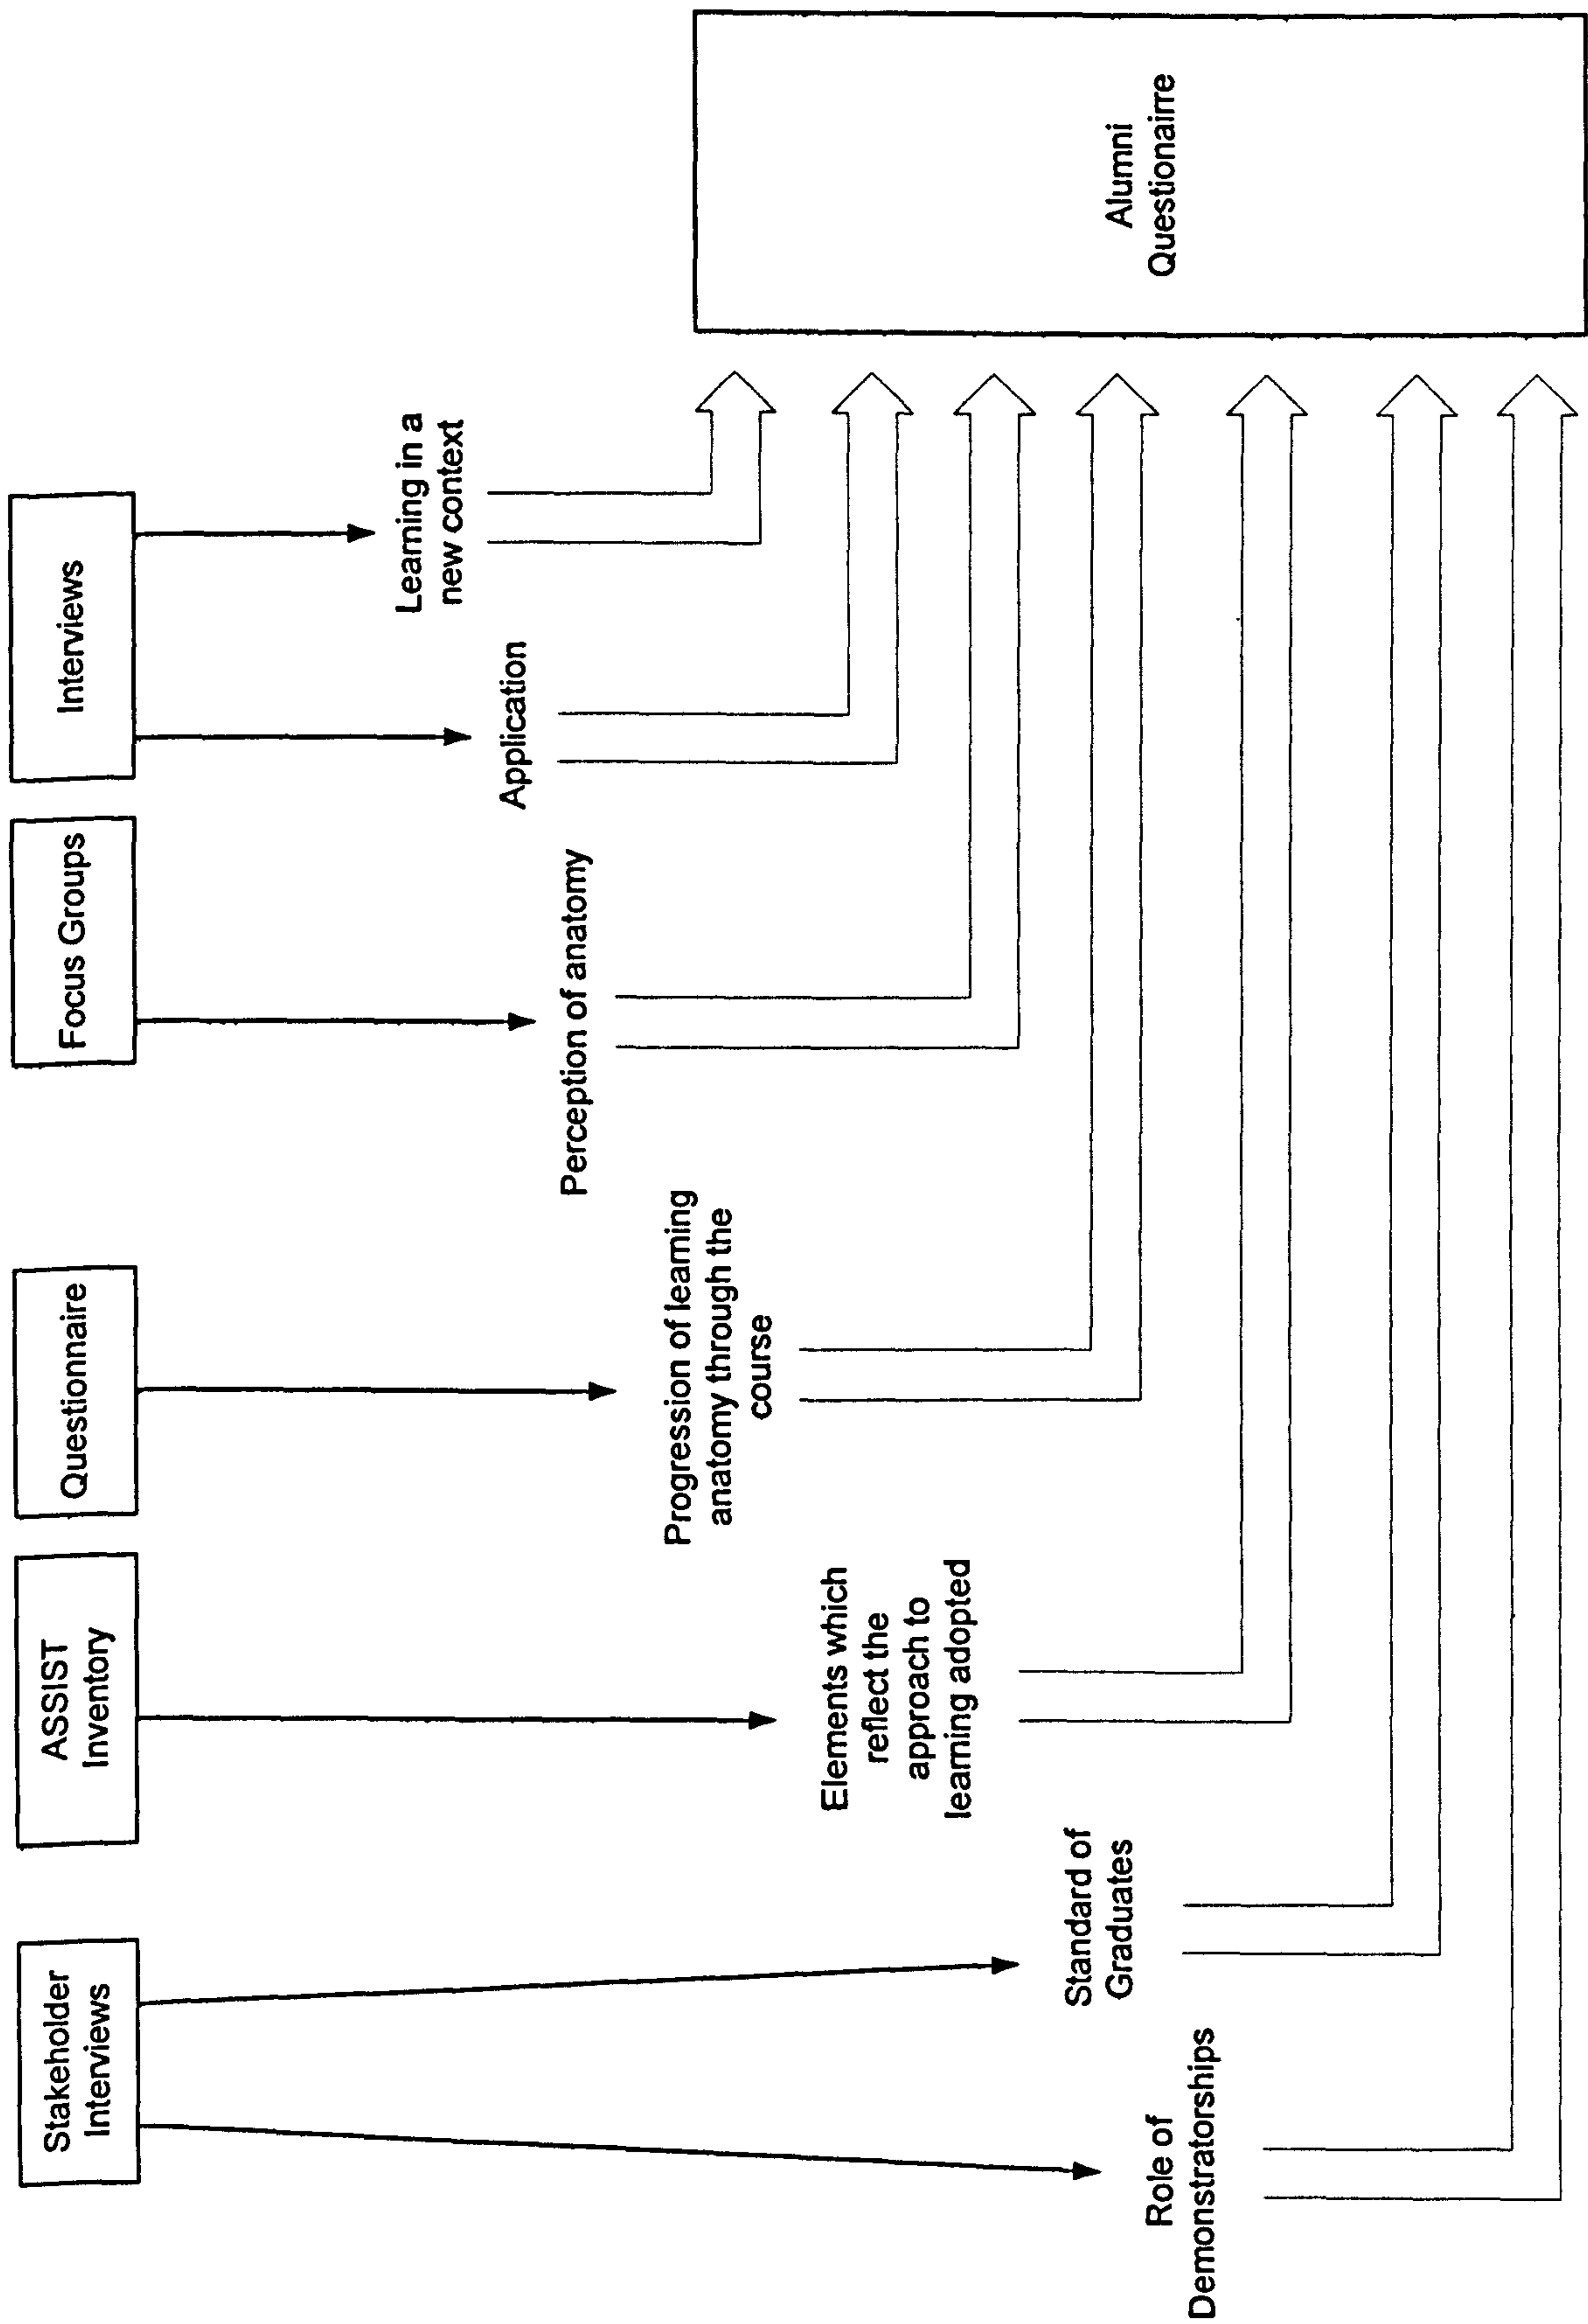 Stakeholder
Interviews
ASSIST
Inventory
Questionnaire
Focus Groups
Interviews
Learning in a
new context
Application
Perception of anatomy
Progression of learning
anatomy through the
course
Elements which
reflect the
approach to
learning adopted
Standard of
Graduates
Role of
Demonstratorships
Alumni
Questionairre